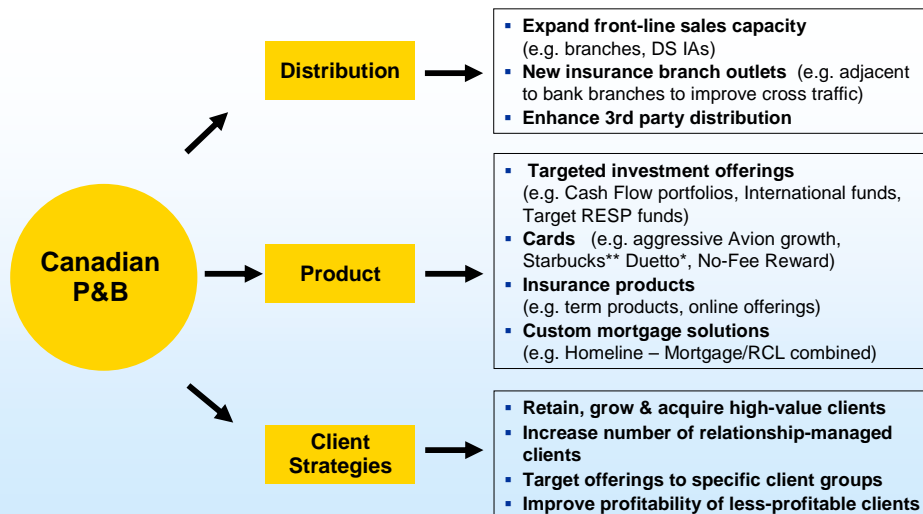 Canadian
P&B
Distribution
▪ Expand front-line sales capacity
(e.g. branches, DS IAs)
▪ New insurance branch outlets (e.g. adjacent
to bank branches to improve cross traffic)
▪ Enhance 3rd party distribution
Product
▪ Targeted investment offerings
(e.g. Cash Flow portfolios, International funds,
Target RESP funds)
▪ Cards (e.g. aggressive Avion growth,
Starbucks** Duetto*, No-Fee Reward)
▪ Insurance products
(e.g. term products, online offerings)
▪ Custom mortgage solutions
(e.g. Homeline – Mortgage/RCL combined)
Client
Strategies
▪ Retain, grow & acquire high-value clients
▪ Increase number of relationship-managed
clients
▪ Target offerings to specific client groups
▪ Improve profitability of less-profitable clients